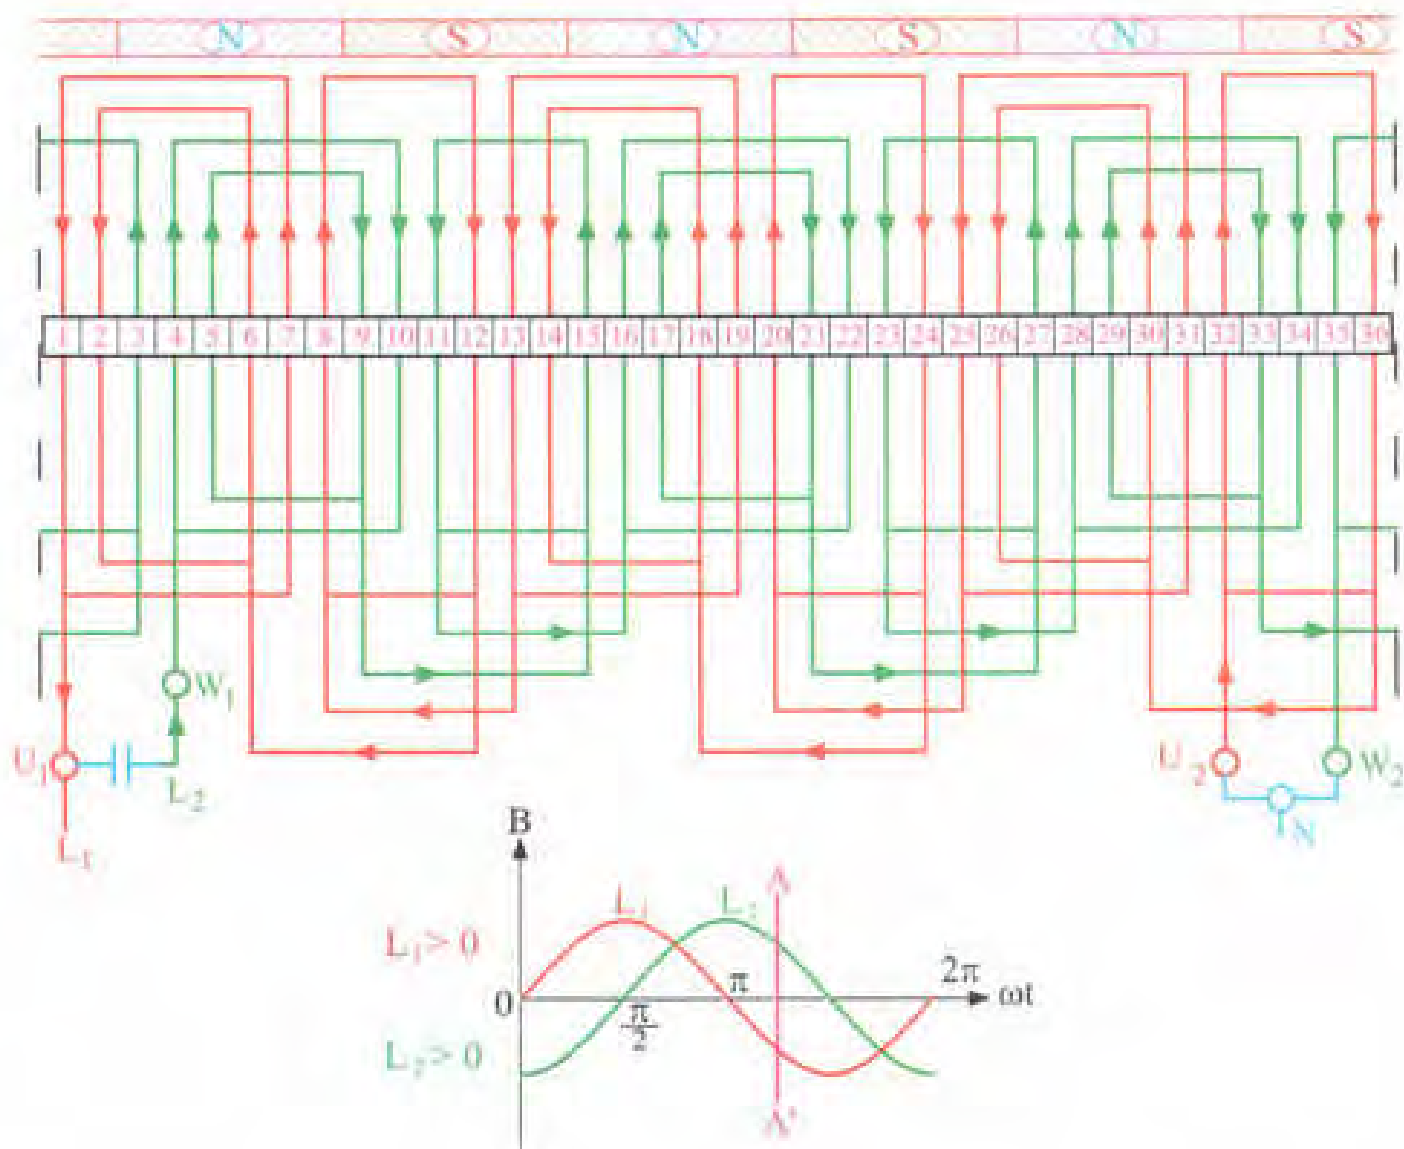 N S N S N S
1 2 3 4 5 6 7 8 9 10 11 12 13 14 15 16 17 18 19 20 21 22 23 24 25 26 27 28 29 30 31 32 33 34 35 36
W₁
U₁
L₂
L₁
U₂ W₂
N
B
A
L₁ L₂
L₁ > 0
2π
π
0 ωt
π/2
L₂ > 0
A'